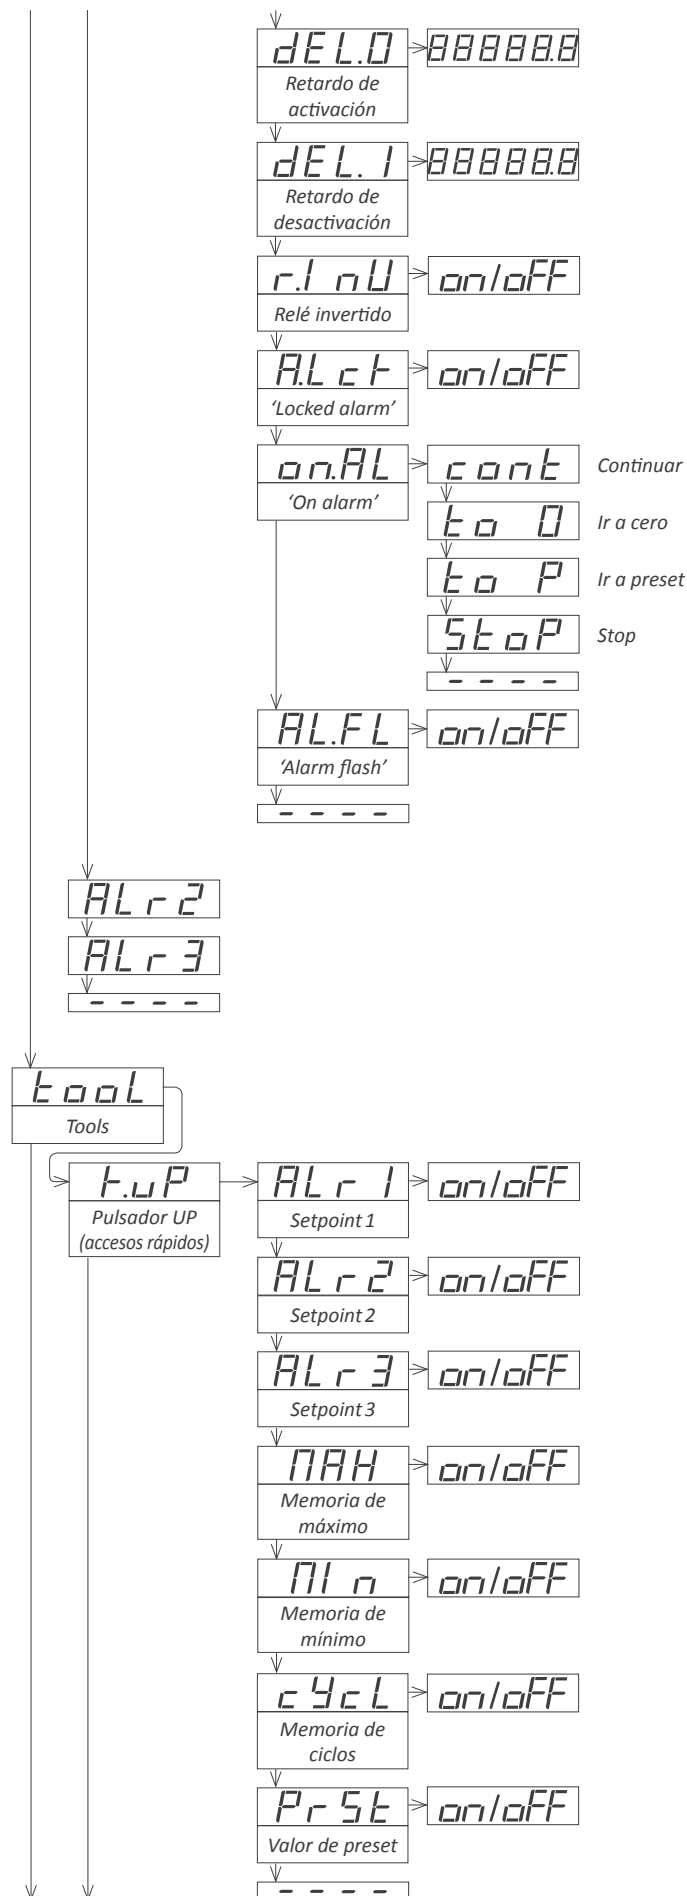 dEL.0 88888.8
Retardo de
activación
dEL.1 88888.8
Retardo de
desactivación
r.InU on/oFF
Relé invertido
A.Lct on/oFF
‘Locked alarm’
on.AL cont Continuar
‘On alarm’
to 0 Ir a cero
to P Ir a preset
StoP Stop
- - - -
AL.FL on/oFF
‘Alarm flash’
- - - -
ALr2
ALr3
- - - -
tooL
Tools
t.uP ALr1 on/oFF
Pulsador UP Setpoint 1
(accesos rápidos)
ALr2 on/oFF
Setpoint 2
ALr3 on/oFF
Setpoint 3
MAH on/oFF
Memoria de
máximo
MIn on/oFF
Memoria de
mínimo
cYcL on/oFF
Memoria de
ciclos
PrSt on/oFF
Valor de preset
- - - -